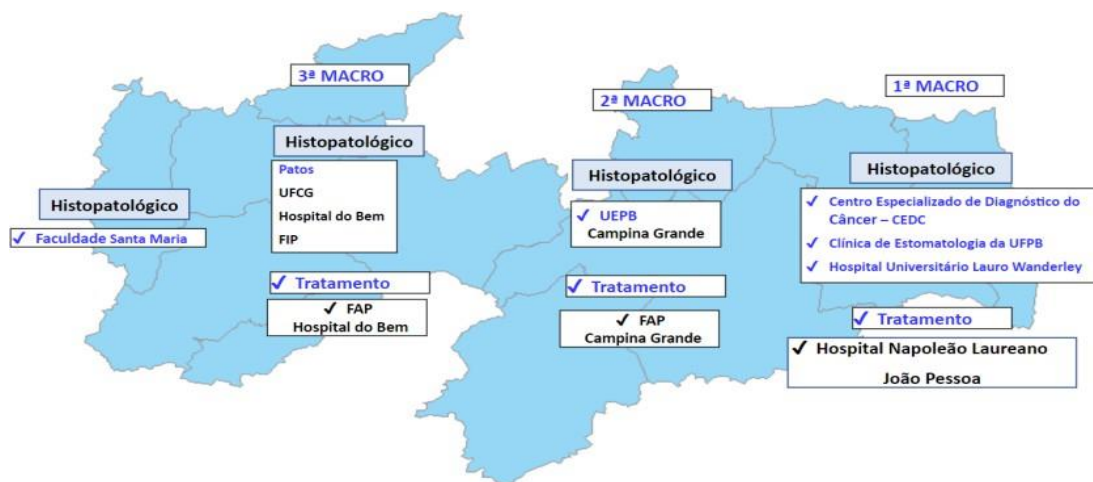 3ª MACRO
Histopatológico
Patos
UFCG
Hospital do Bem
FIP
Histopatológico
✓ Faculdade Santa Maria
✓ Tratamento
✓ FAP
Hospital do Bem
2ª MACRO
Histopatológico
✓ UEPB
Campina Grande
✓ Tratamento
✓ FAP
Campina Grande
1ª MACRO
Histopatológico
✓ Centro Especializado de Diagnóstico do
Câncer – CEDC
✓ Clínica de Estomatologia da UFPB
✓ Hospital Universitário Lauro Wanderley
✓ Tratamento
✓ Hospital Napoleão Laureano
João Pessoa